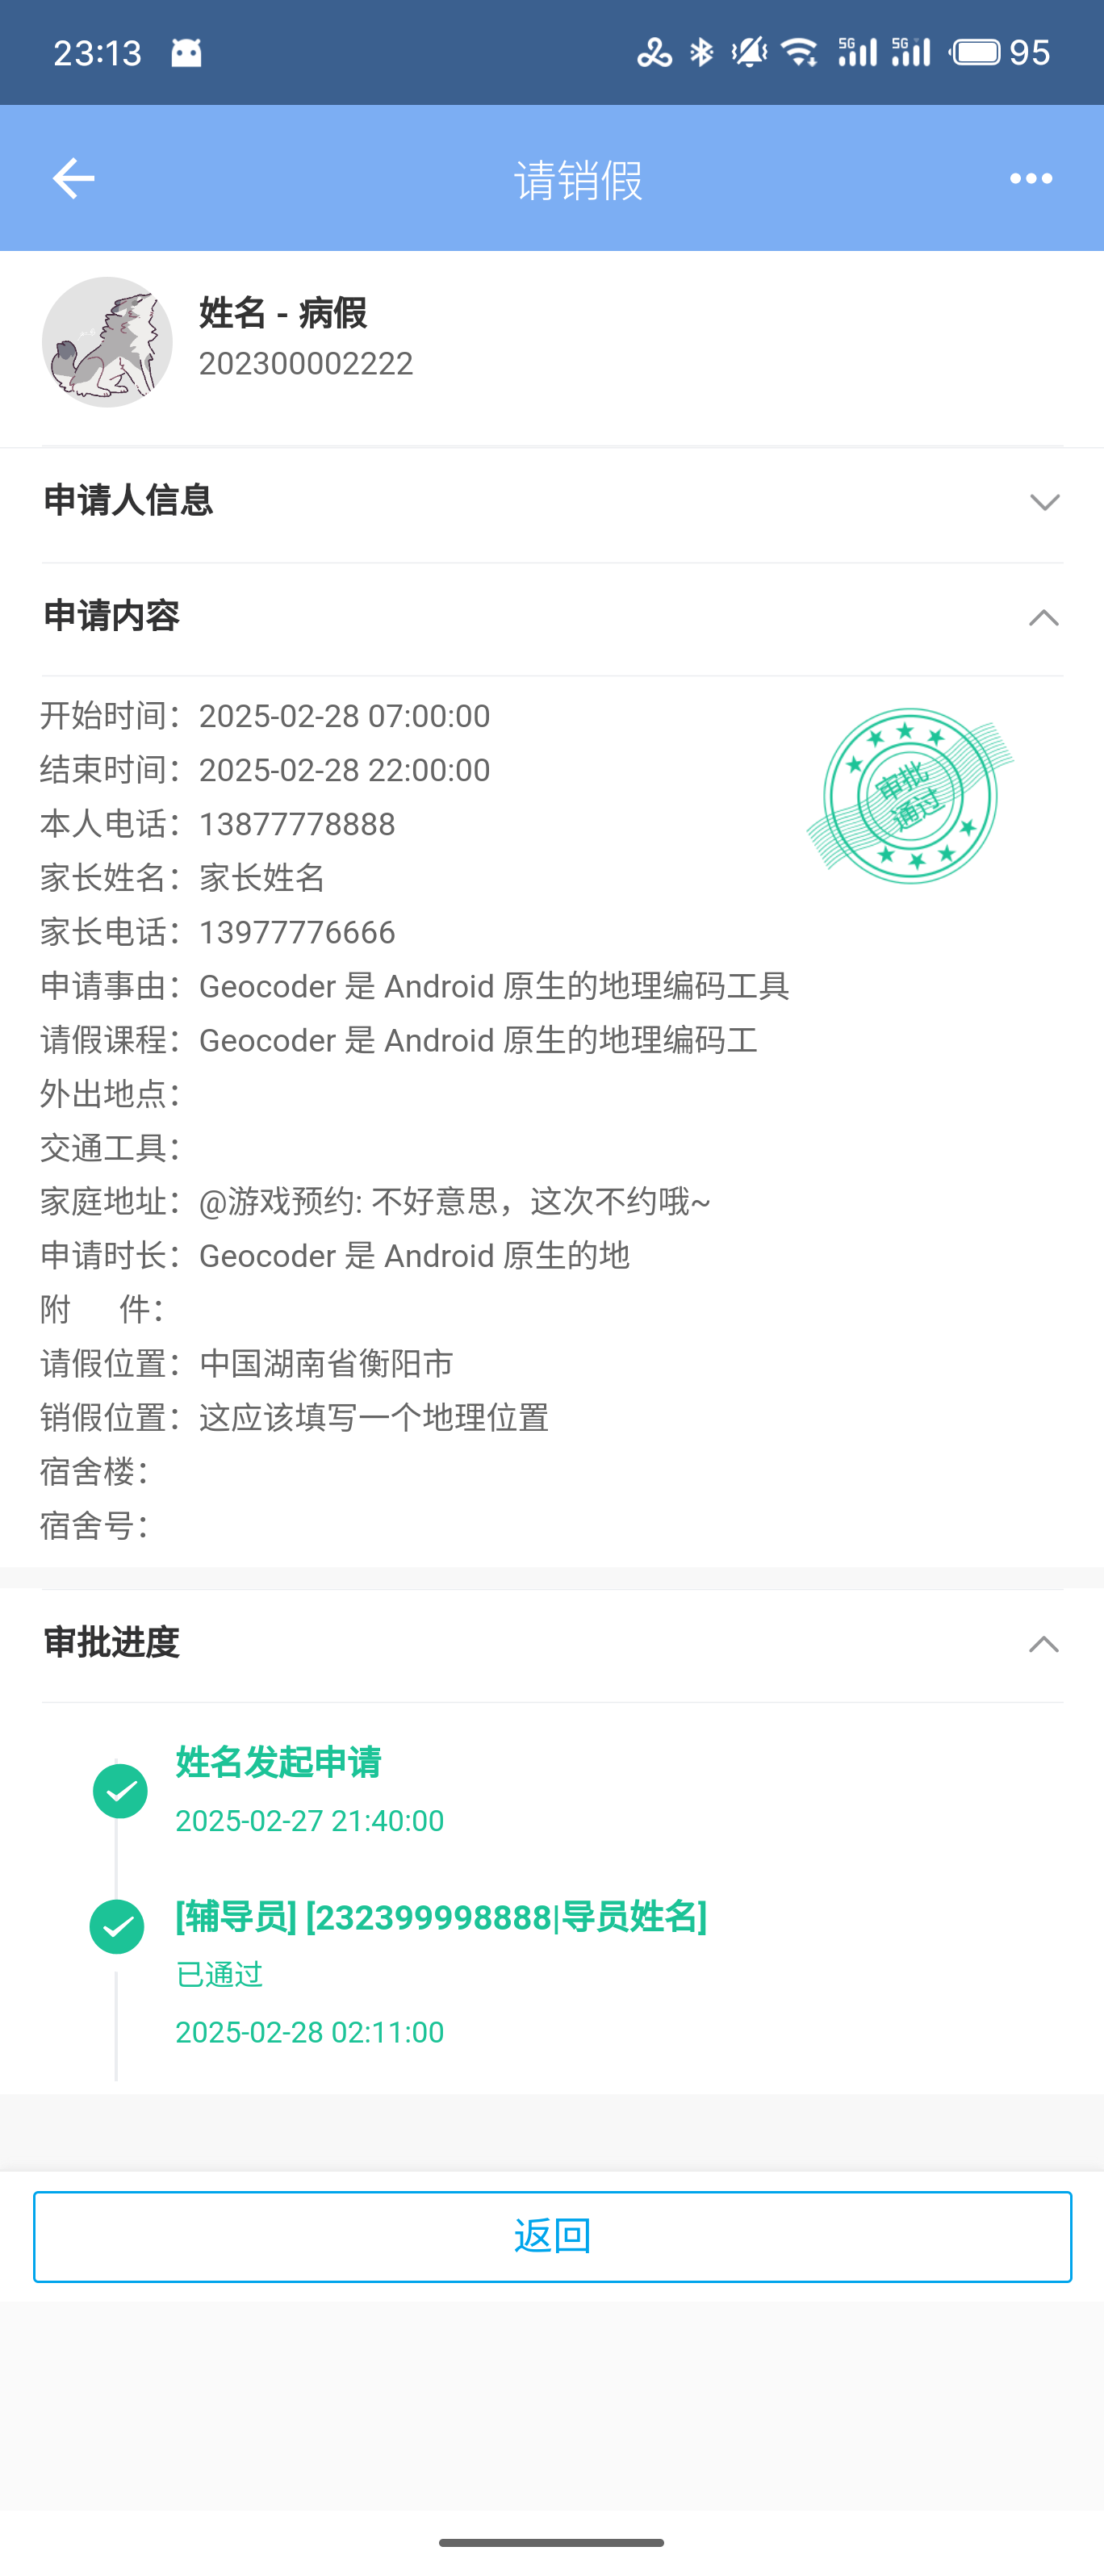 23:13
5G 5G 95
请销假
姓名 - 病假
202300002222
申请人信息
申请内容
开始时间：2025-02-28 07:00:00
结束时间：2025-02-28 22:00:00
本人电话：13877778888
家长姓名：家长姓名
家长电话：13977776666
申请事由：Geocoder 是 Android 原生的地理编码工具
请假课程：Geocoder 是 Android 原生的地理编码工
外出地点：
交通工具：
家庭地址：@游戏预约: 不好意思，这次不约哦~
申请时长：Geocoder 是 Android 原生的地
附 件：
请假位置：中国湖南省衡阳市
销假位置：这应该填写一个地理位置
宿舍楼：
宿舍号：
审批
通过
审批进度
姓名发起申请
2025-02-27 21:40:00
[辅导员] [232399998888|导员姓名]
已通过
2025-02-28 02:11:00
返回